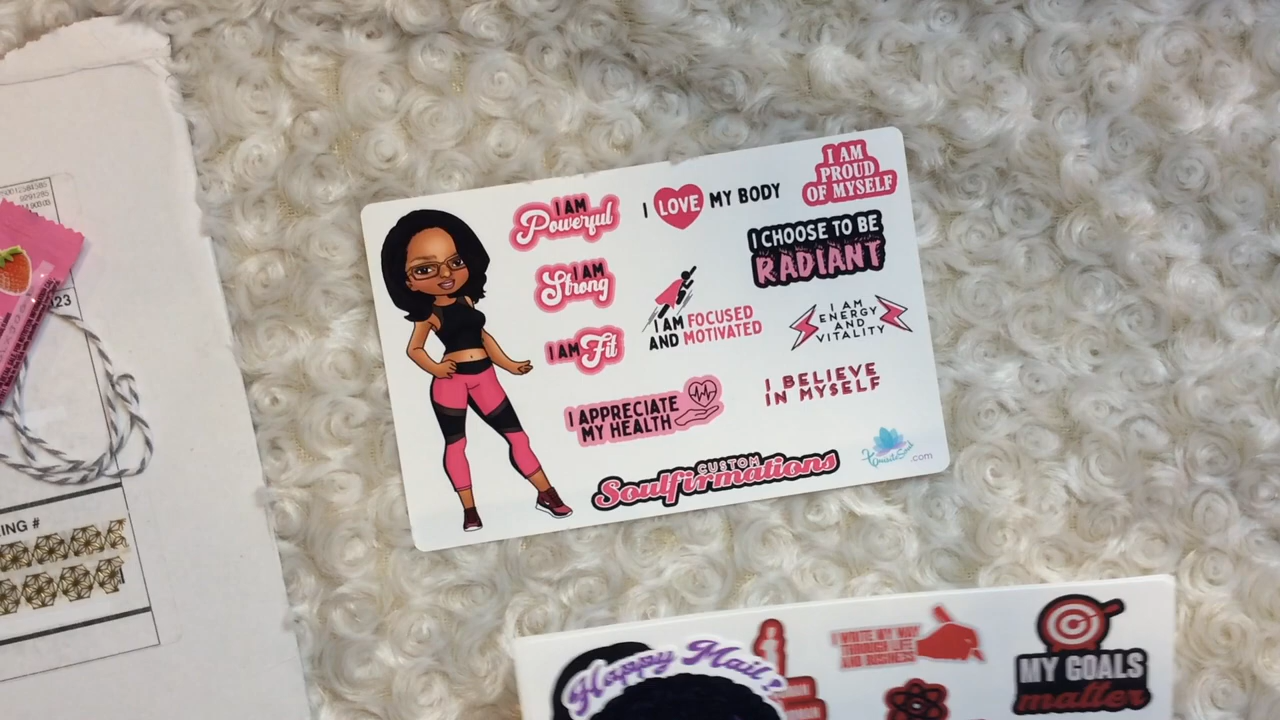 I AM
Powerful
I LOVE MY BODY
I AM
PROUD
OF MYSELF
I AM
Strong
I CHOOSE TO BE
RADIANT
I AM FOCUSED
AND MOTIVATED
I AM
ENERGY
AND
VITALITY
I AM Fit
I APPRECIATE
MY HEALTH
I BELIEVE
IN MYSELF
CUSTOM
Soulfirmations
.com
23
ING #
Happy Mail!
I WRITE MY WAY
THROUGH LIFE
AND BUSINESS
MY GOALS
matter